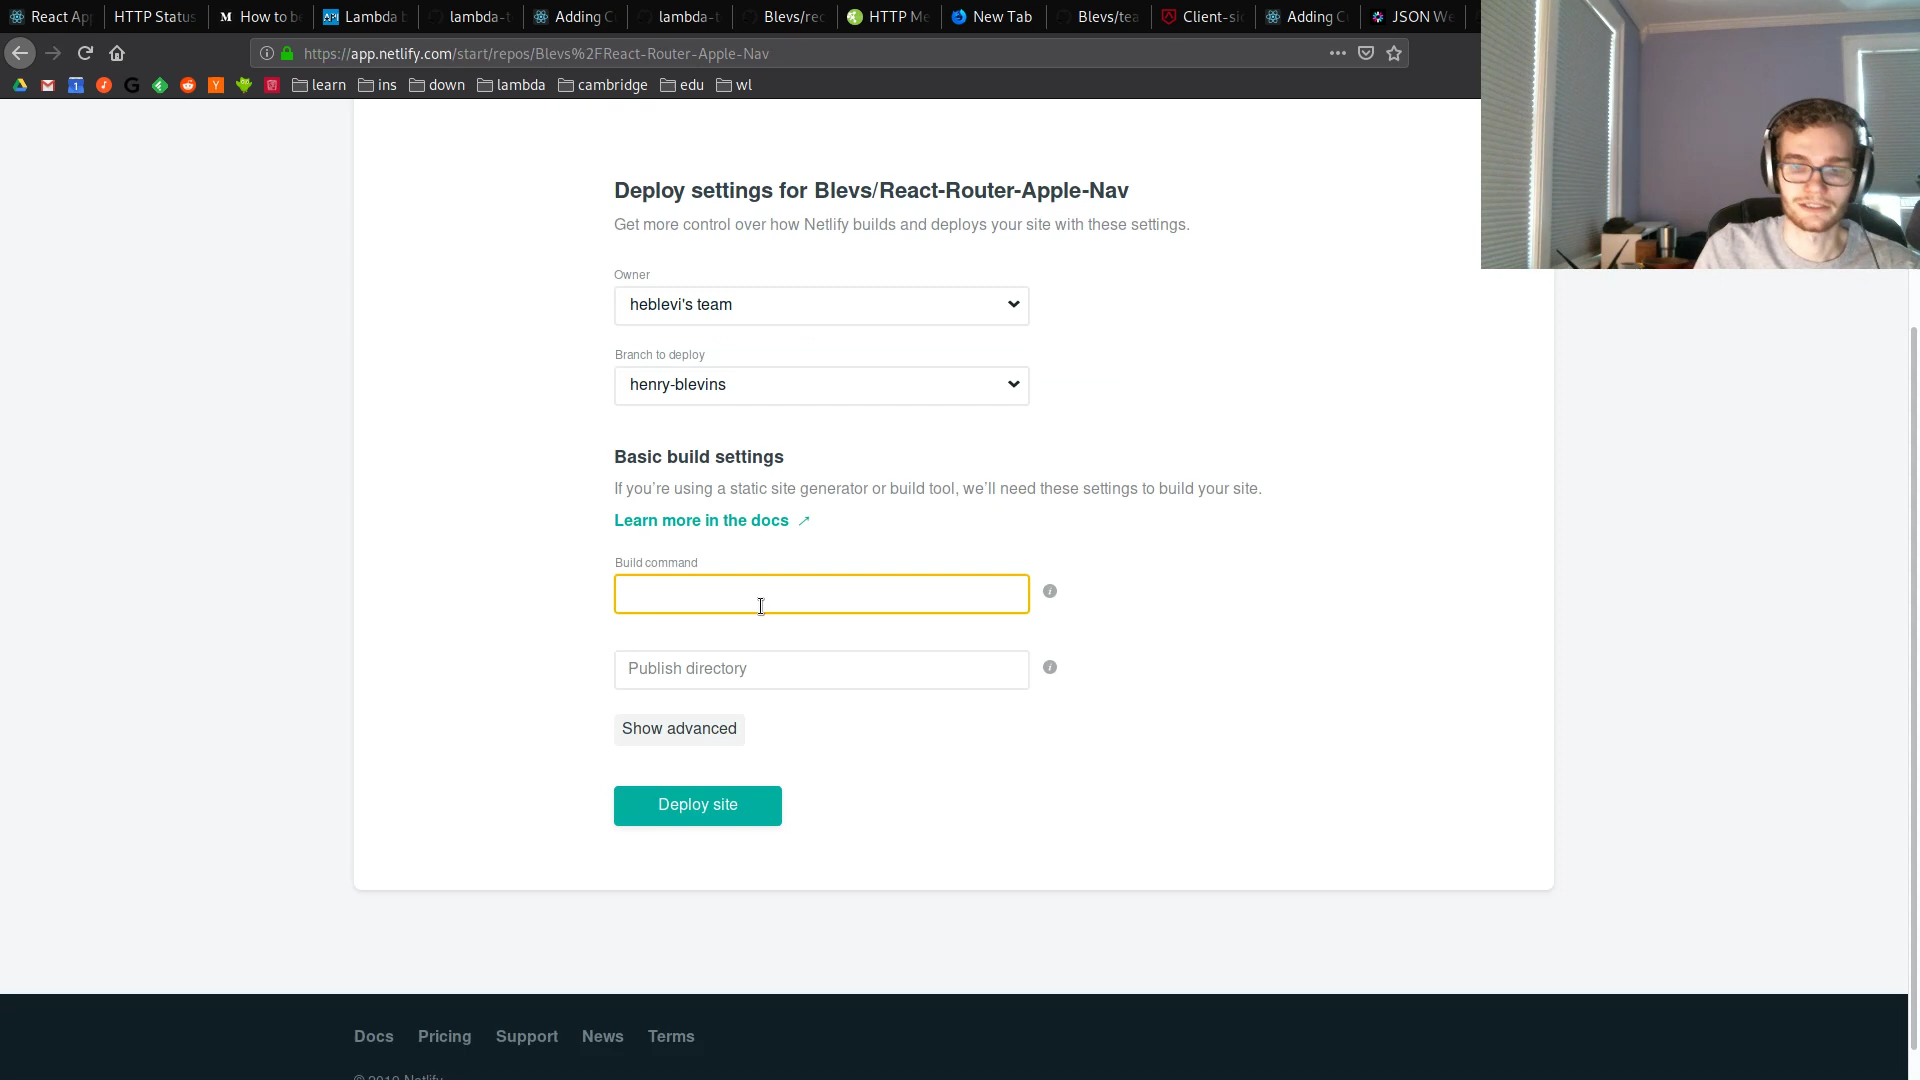 React Ap
HTTP Status
How to b
Lambda b
lambda-t
Adding C
lambda-t
Blevs/rec
HTTP Me
New Tab
Blevs/tea
Client-si
Adding C
JSON We
https://app.netlify.com/start/repos/Blevs%2FReact-Router-Apple-Nav
learn
ins
down
lambda
cambridge
edu
wl
Deploy settings for Blevs/React-Router-Apple-Nav
Get more control over how Netlify builds and deploys your site with these settings.
Owner
heblevi's team
Branch to deploy
henry-blevins
Basic build settings
If you're using a static site generator or build tool, we'll need these settings to build your site.
Learn more in the docs
Build command
Publish directory
Show advanced
Deploy site
Docs Pricing Support News Terms
© 2019 Netlify